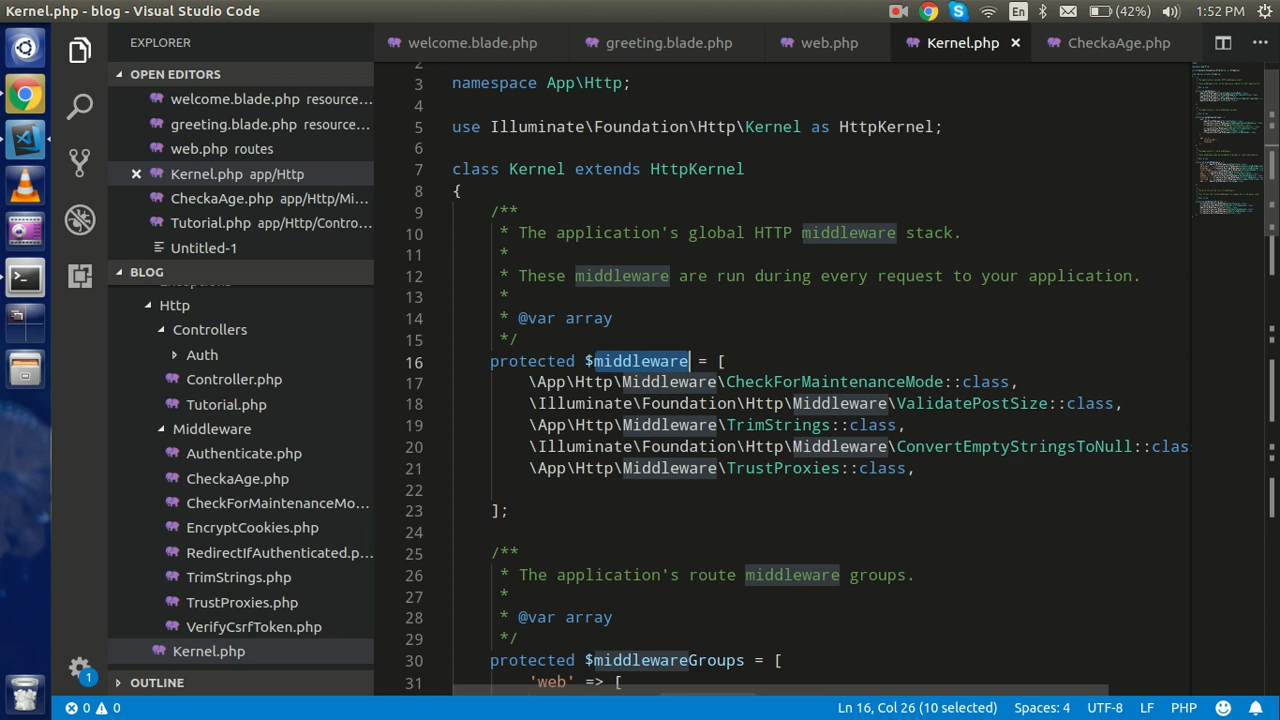 Kernel.php - blog - Visual Studio Code
En
(42%)
1:52 PM
EXPLORER
OPEN EDITORS
welcome.blade.php resource...
greeting.blade.php resource...
web.php routes
Kernel.php app/Http
CheckaAge.php app/Http/Mi...
Tutorial.php app/Http/Contro...
Untitled-1
BLOG
Exceptions
Http
Controllers
Auth
Controller.php
Tutorial.php
Middleware
Authenticate.php
CheckaAge.php
CheckForMaintenanceMo...
EncryptCookies.php
RedirectIfAuthenticated.p...
TrimStrings.php
TrustProxies.php
VerifyCsrfToken.php
Kernel.php
OUTLINE
1
welcome.blade.php
greeting.blade.php
web.php
Kernel.php
CheckaAge.php
2
3 namespace App\Http;
4
5 use Illuminate\Foundation\Http\Kernel as HttpKernel;
6
7 class Kernel extends HttpKernel
8 {
9 /**
10 * The application's global HTTP middleware stack.
11 *
12 * These middleware are run during every request to your application.
13 *
14 * @var array
15 */
16 protected $middleware = [
17 \App\Http\Middleware\CheckForMaintenanceMode::class,
18 \Illuminate\Foundation\Http\Middleware\ValidatePostSize::class,
19 \App\Http\Middleware\TrimStrings::class,
20 \Illuminate\Foundation\Http\Middleware\ConvertEmptyStringsToNull::clas
21 \App\Http\Middleware\TrustProxies::class,
22
23 ];
24
25 /**
26 * The application's route middleware groups.
27 *
28 * @var array
29 */
30 protected $middlewareGroups = [
31 'web' => [
0 0
Ln 16, Col 26 (10 selected)
Spaces: 4
UTF-8
LF
PHP